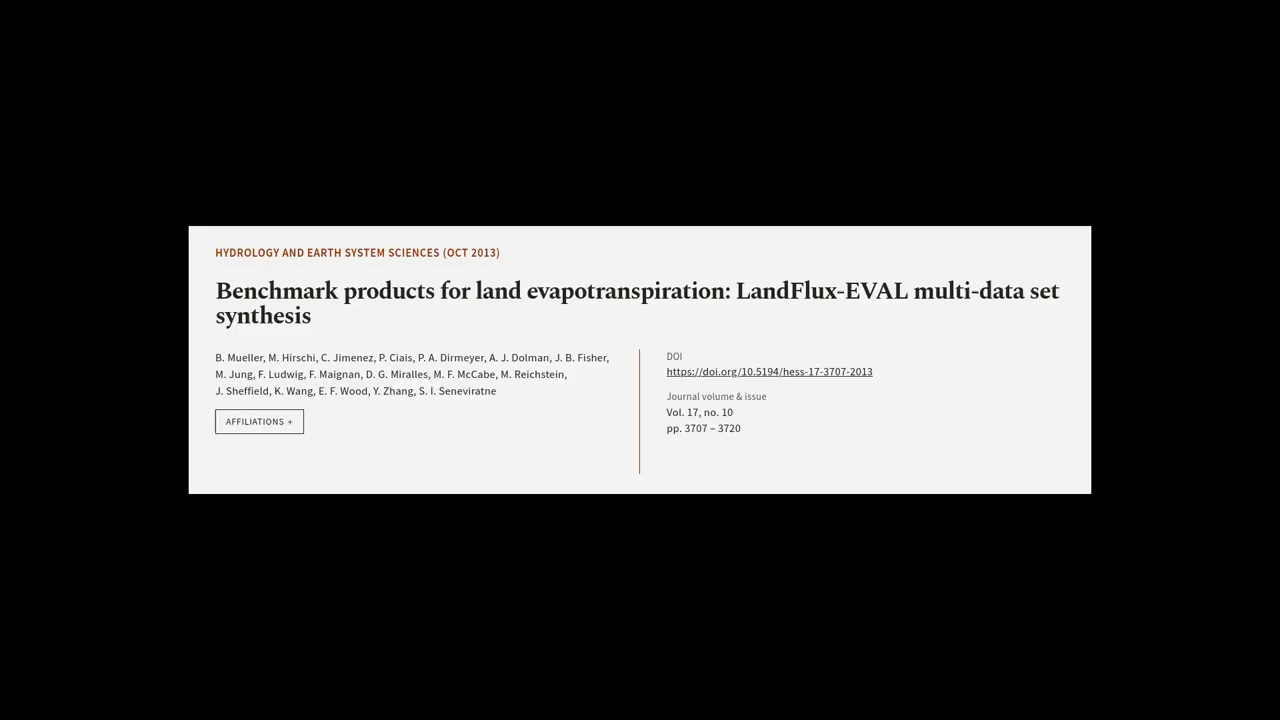 HYDROLOGY AND EARTH SYSTEM SCIENCES (OCT 2013)
Benchmark products for land evapotranspiration: LandFlux-EVAL multi-data set
synthesis
B. Mueller, M. Hirschi, C. Jimenez, P. Ciais, P. A. Dirmeyer, A. J. Dolman, J. B. Fisher,
M. Jung, F. Ludwig, F. Maignan, D. G. Miralles, M. F. McCabe, M. Reichstein,
J. Sheffield, K. Wang, E. F. Wood, Y. Zhang, S. I. Seneviratne
AFFILIATIONS +
DOI
https://doi.org/10.5194/hess-17-3707-2013
Journal volume & issue
Vol. 17, no. 10
pp. 3707 – 3720